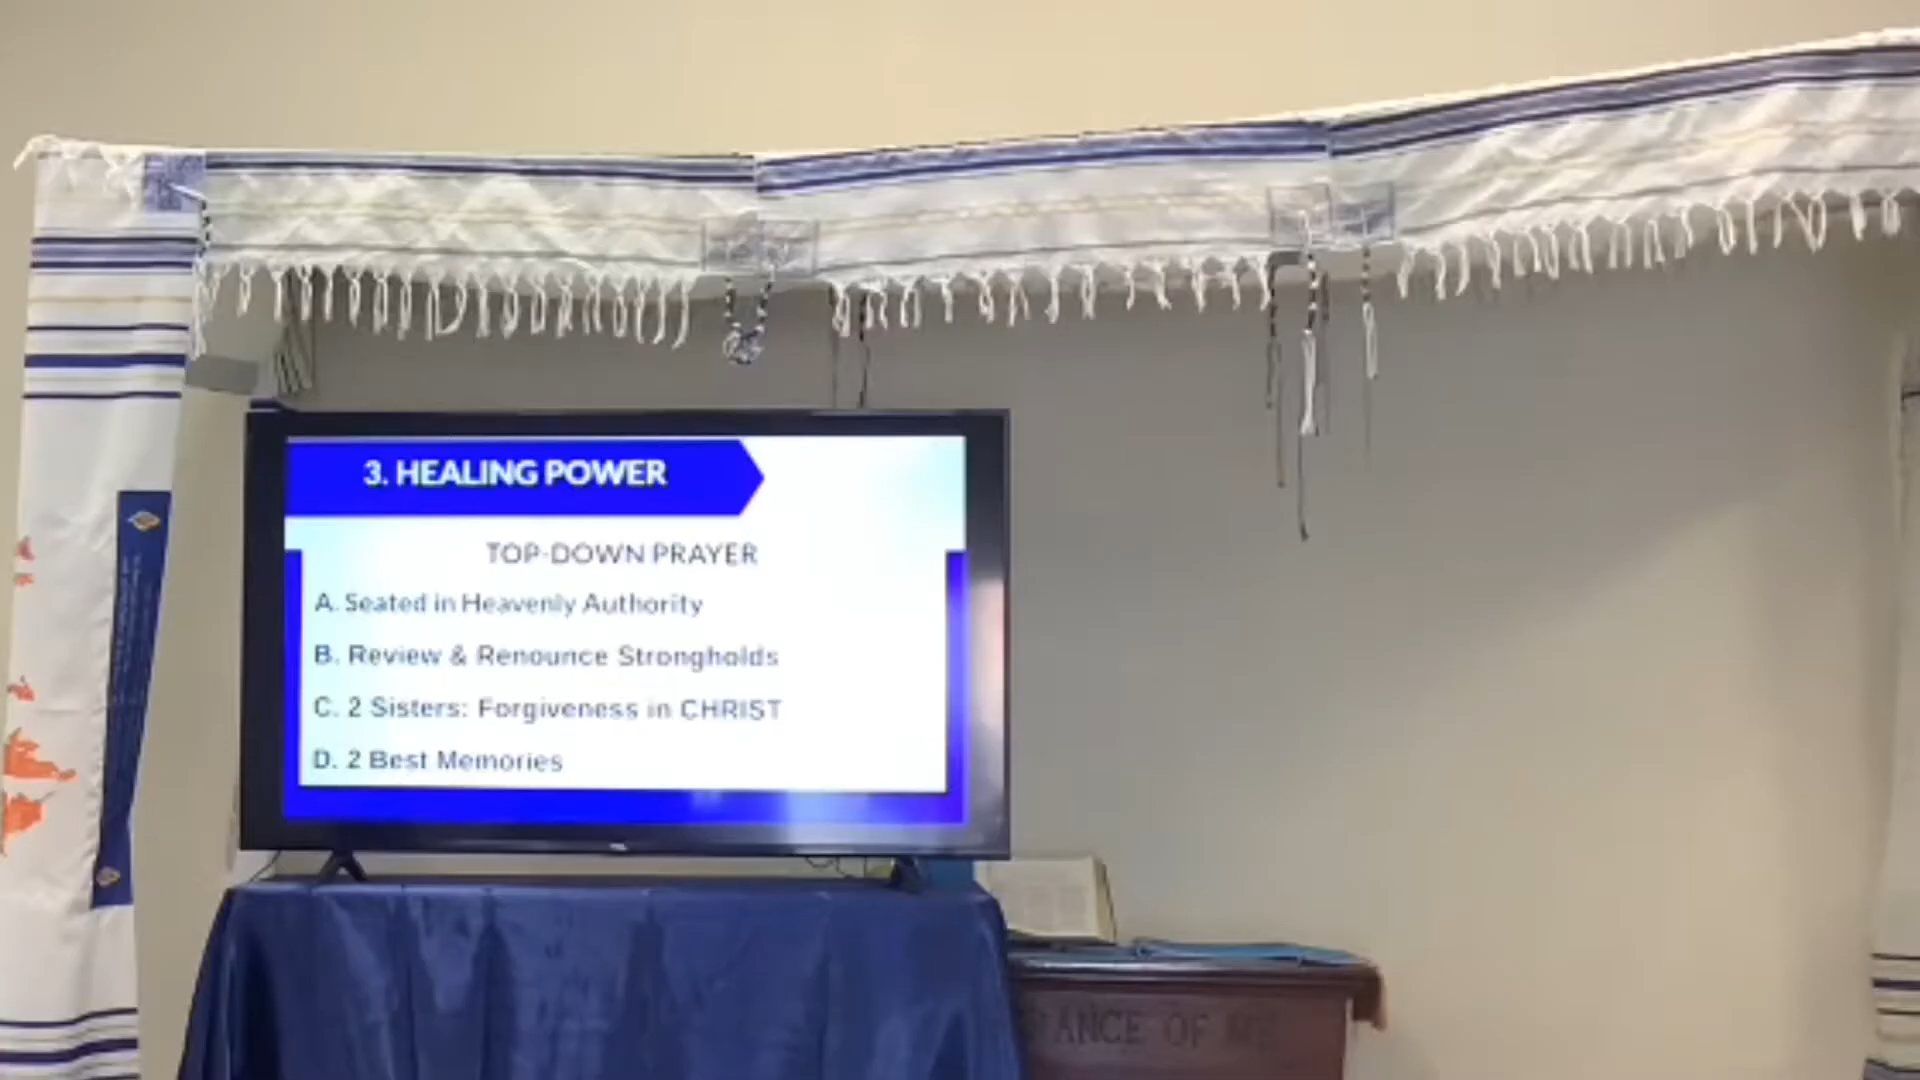 3. HEALING POWER
TOP-DOWN PRAYER
A. Seated in Heavenly Authority
B. Review & Renounce Strongholds
C. 2 Sisters: Forgiveness in CHRIST
D. 2 Best Memories
OF